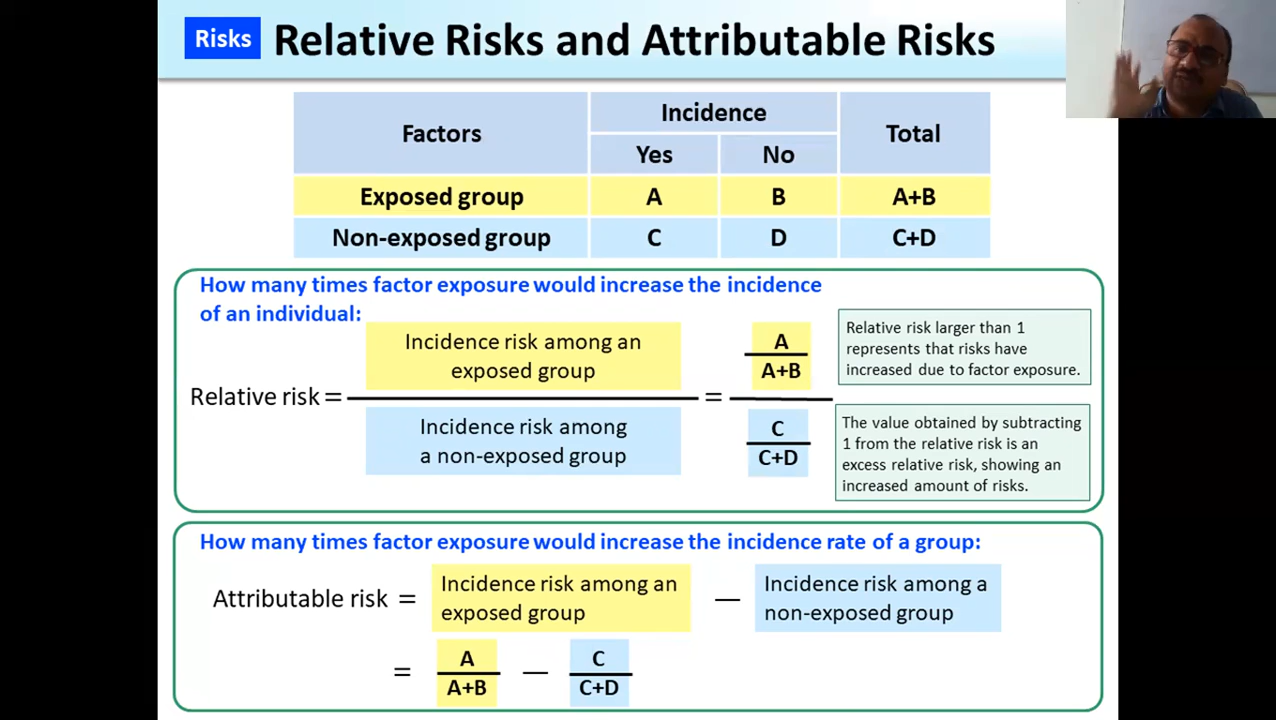 Risks
Relative Risks and Attributable Risks
Factors
Incidence
Total
Yes
No
Exposed group
A
B
A+B
Non-exposed group
C
D
C+D
How many times factor exposure would increase the incidence
of an individual:
Relative risk =
Incidence risk among an
exposed group
Incidence risk among
a non-exposed group
=
A
A+B
C
C+D
Relative risk larger than 1
represents that risks have
increased due to factor exposure.
The value obtained by subtracting
1 from the relative risk is an
excess relative risk, showing an
increased amount of risks.
How many times factor exposure would increase the incidence rate of a group:
Attributable risk =
Incidence risk among an
exposed group
—
Incidence risk among a
non-exposed group
=
A
A+B
—
C
C+D